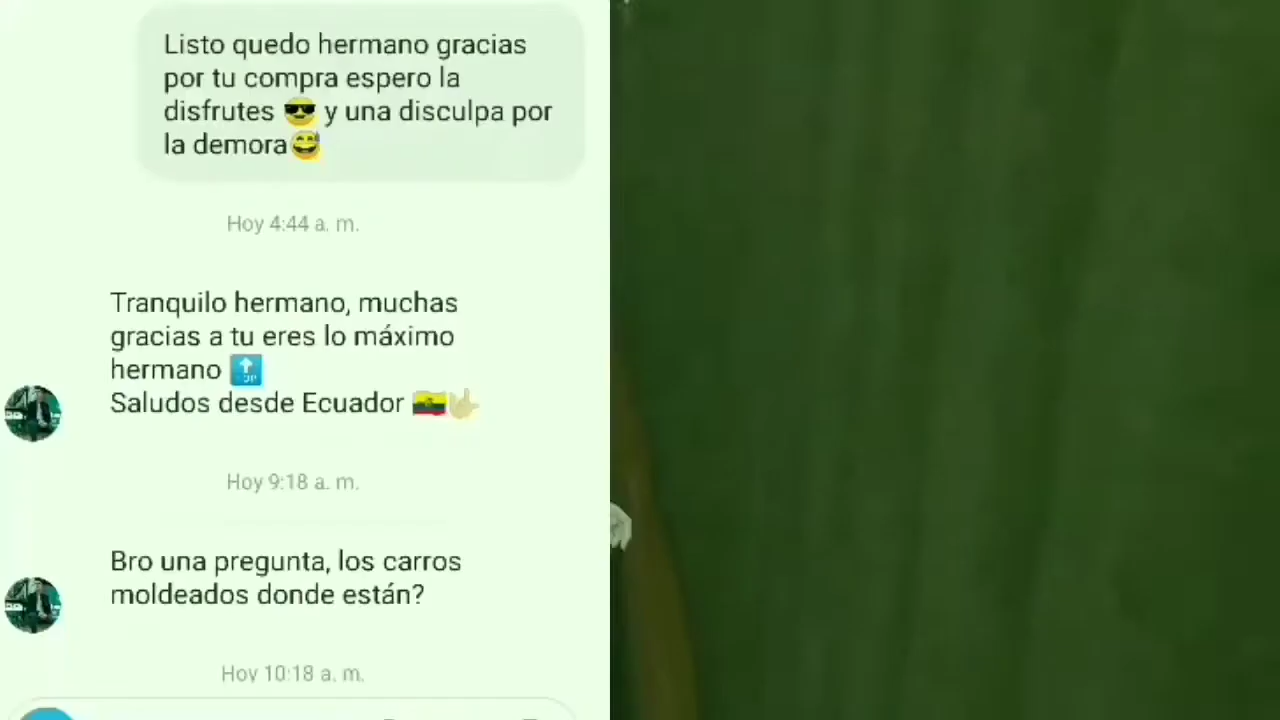 Listo quedo hermano gracias
por tu compra espero la
disfrutes 😎 y una disculpa por
la demora😅
Hoy 4:44 a. m.
Tranquilo hermano, muchas
gracias a tu eres lo máximo
hermano 🔝
Saludos desde Ecuador 🇪🇨🤟🏼
Hoy 9:18 a. m.
Bro una pregunta, los carros
moldeados donde están?
Hoy 10:18 a. m.